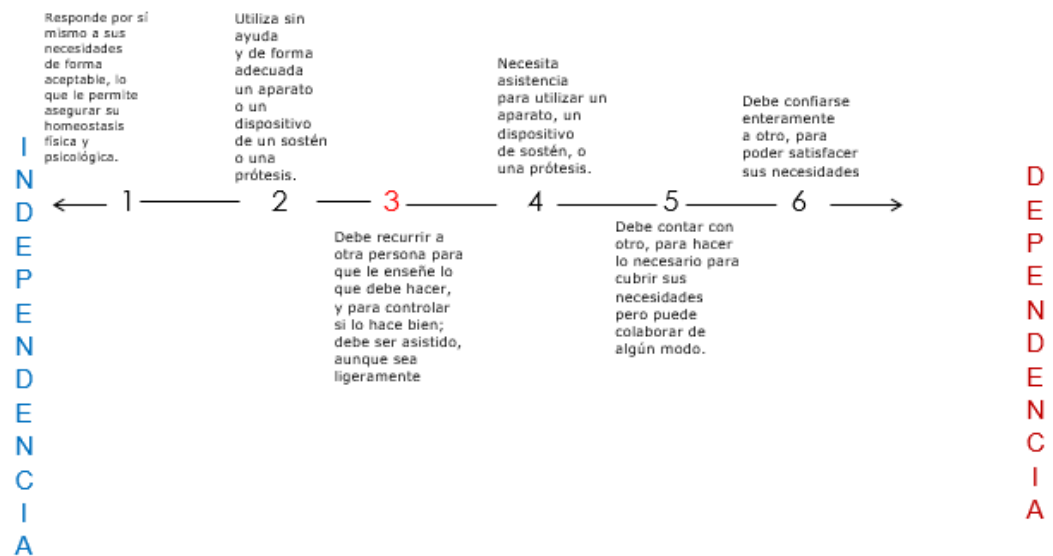 INDEPENDENCIA
Responde por sí
mismo a sus
necesidades
de forma
aceptable, lo
que le permite
asegurar su
homeostasis
física y
psicológica.
Utiliza sin
ayuda
y de forma
adecuada
un aparato
o un
dispositivo
de un sostén
o una
prótesis.
Necesita
asistencia
para utilizar un
aparato, un
dispositivo
de sostén, o
una prótesis.
Debe confiarse
enteramente
a otro, para
poder satisfacer
sus necesidades
1 2 3 4 5 6
Debe recurrir a
otra persona para
que le enseñe lo
que debe hacer,
y para controlar
si lo hace bien;
debe ser asistido,
aunque sea
ligeramente
Debe contar con
otro, para hacer
lo necesario para
cubrir sus
necesidades
pero puede
colaborar de
algún modo.
DEPENDENCIA